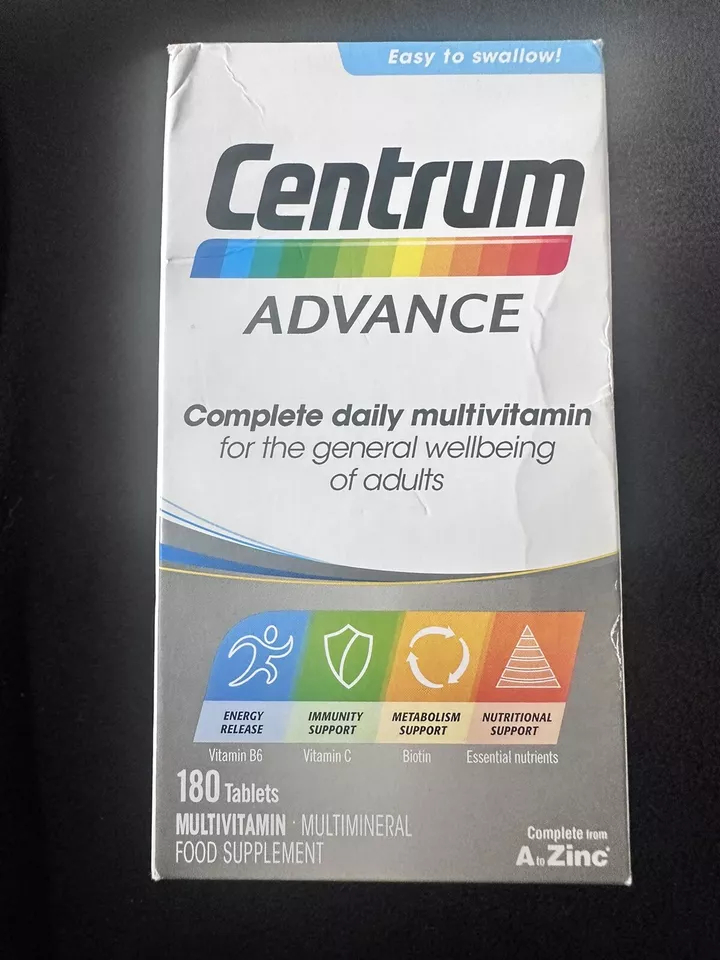 Easy to swallow!
Centrum
ADVANCE
Complete daily multivitamin
for the general wellbeing
of adults
ENERGY
RELEASE
IMMUNITY
SUPPORT
METABOLISM
SUPPORT
NUTRITIONAL
SUPPORT
Vitamin B6
Vitamin C
Biotin
Essential nutrients
180 Tablets
MULTIVITAMIN · MULTIMINERAL
FOOD SUPPLEMENT
Complete from
A to Zinc®